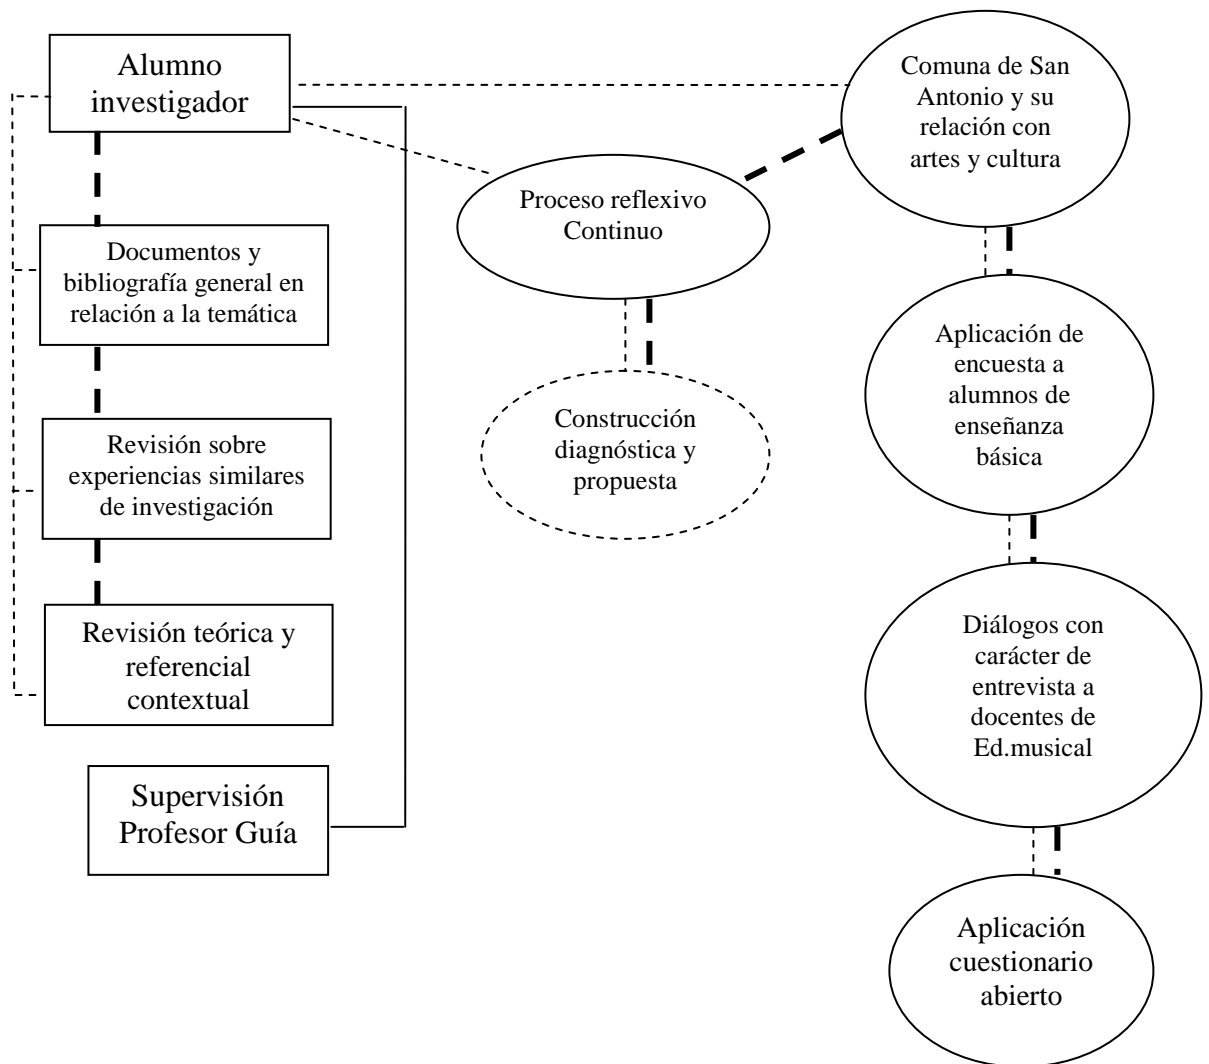 Alumno
investigador
Comuna de San
Antonio y su
relación con
artes y cultura
Proceso reflexivo
Continuo
Documentos y
bibliografía general en
relación a la temática
Aplicación de
encuesta a
alumnos de
enseñanza
básica
Construcción
diagnóstica y
propuesta
Revisión sobre
experiencias similares
de investigación
Revisión teórica y
referencial
contextual
Diálogos con
carácter de
entrevista a
docentes de
Ed.musical
Supervisión
Profesor Guía
Aplicación
cuestionario
abierto